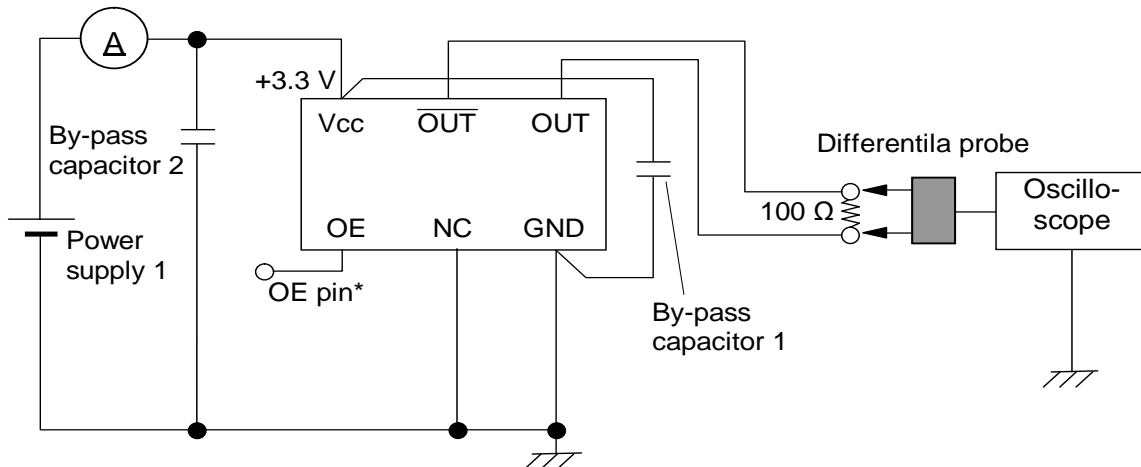 A
+3.3 V
Vcc
OUT
OUT
By-pass
capacitor 2
Differentila probe
Oscillo-
scope
100 Ω
OE
NC
GND
Power
supply 1
OE pin*
By-pass
capacitor 1